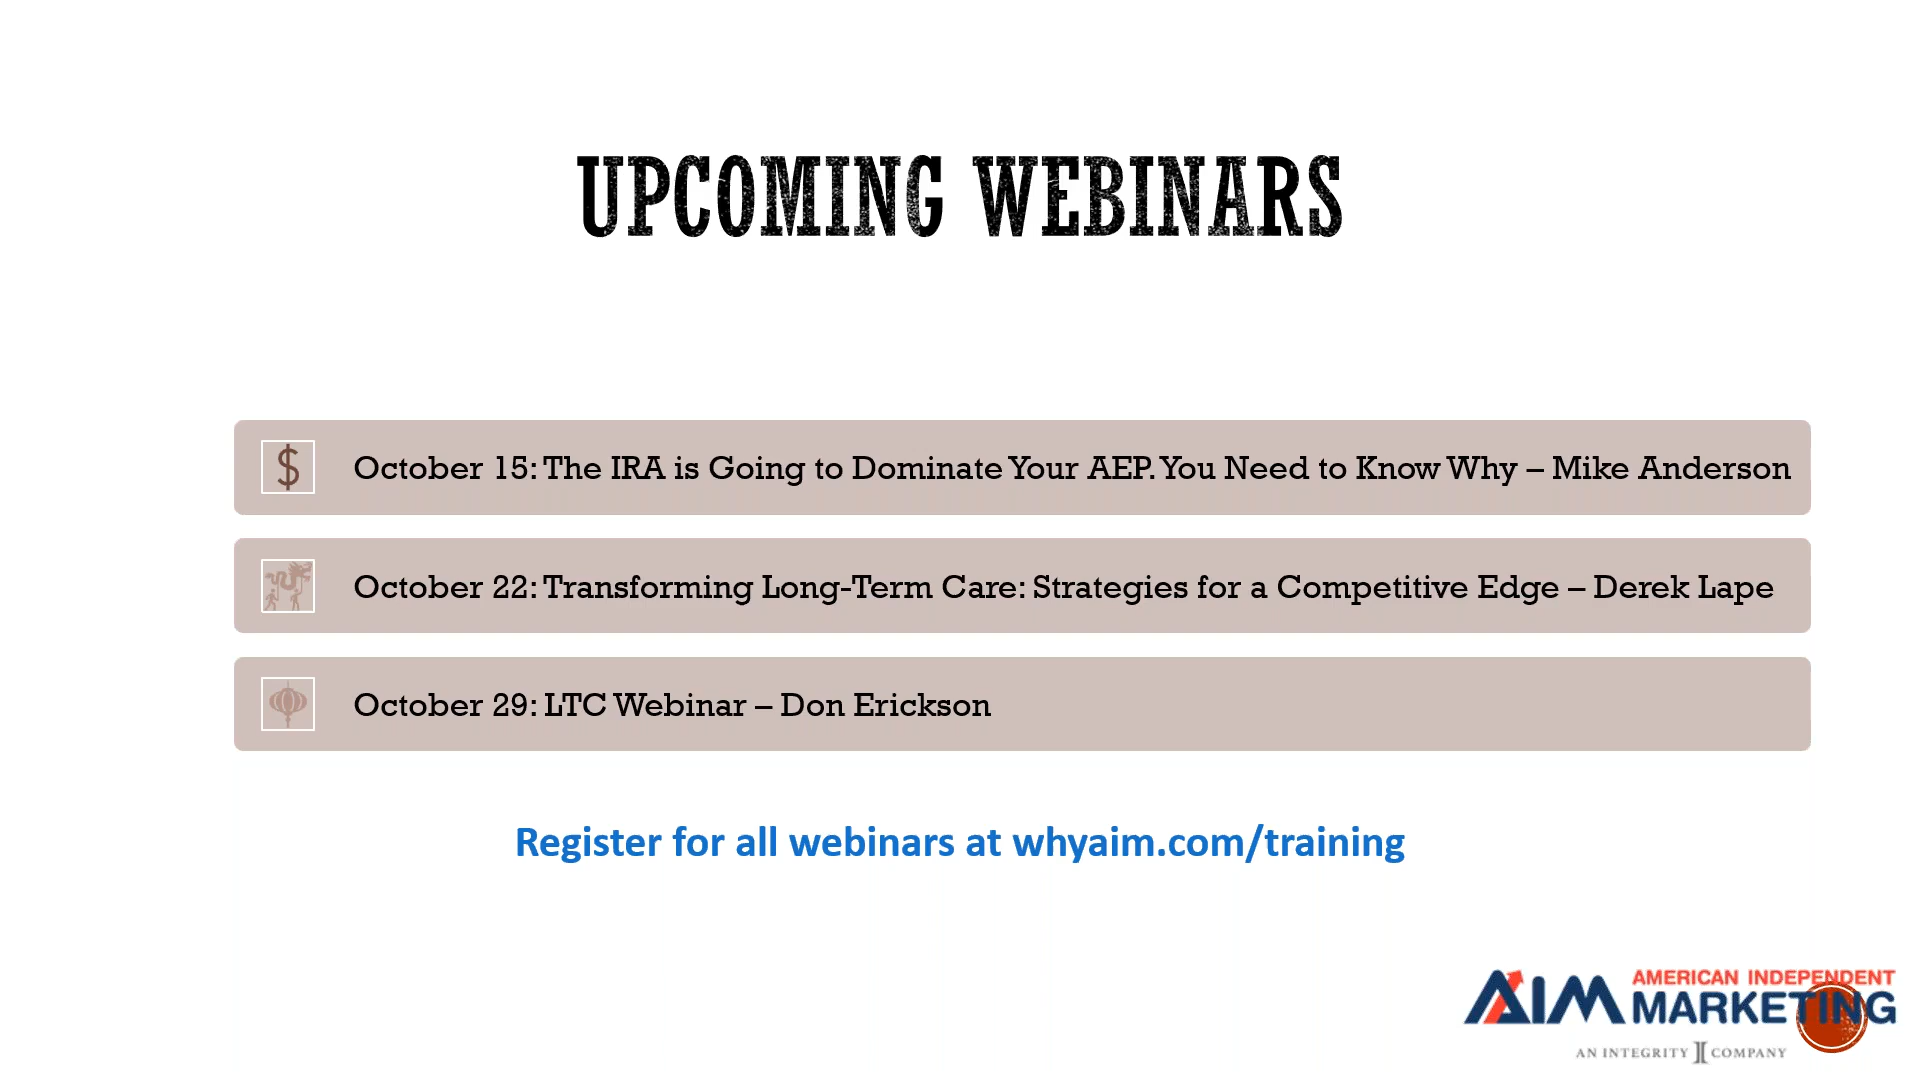 UPCOMING WEBINARS
$
October 15: The IRA is Going to Dominate Your AEP. You Need to Know Why – Mike Anderson
October 22: Transforming Long-Term Care: Strategies for a Competitive Edge – Derek Lape
October 29: LTC Webinar – Don Erickson
Register for all webinars at whyaim.com/training
AIM AMERICAN INDEPENDENT
MARKETING
AN INTEGRITY COMPANY